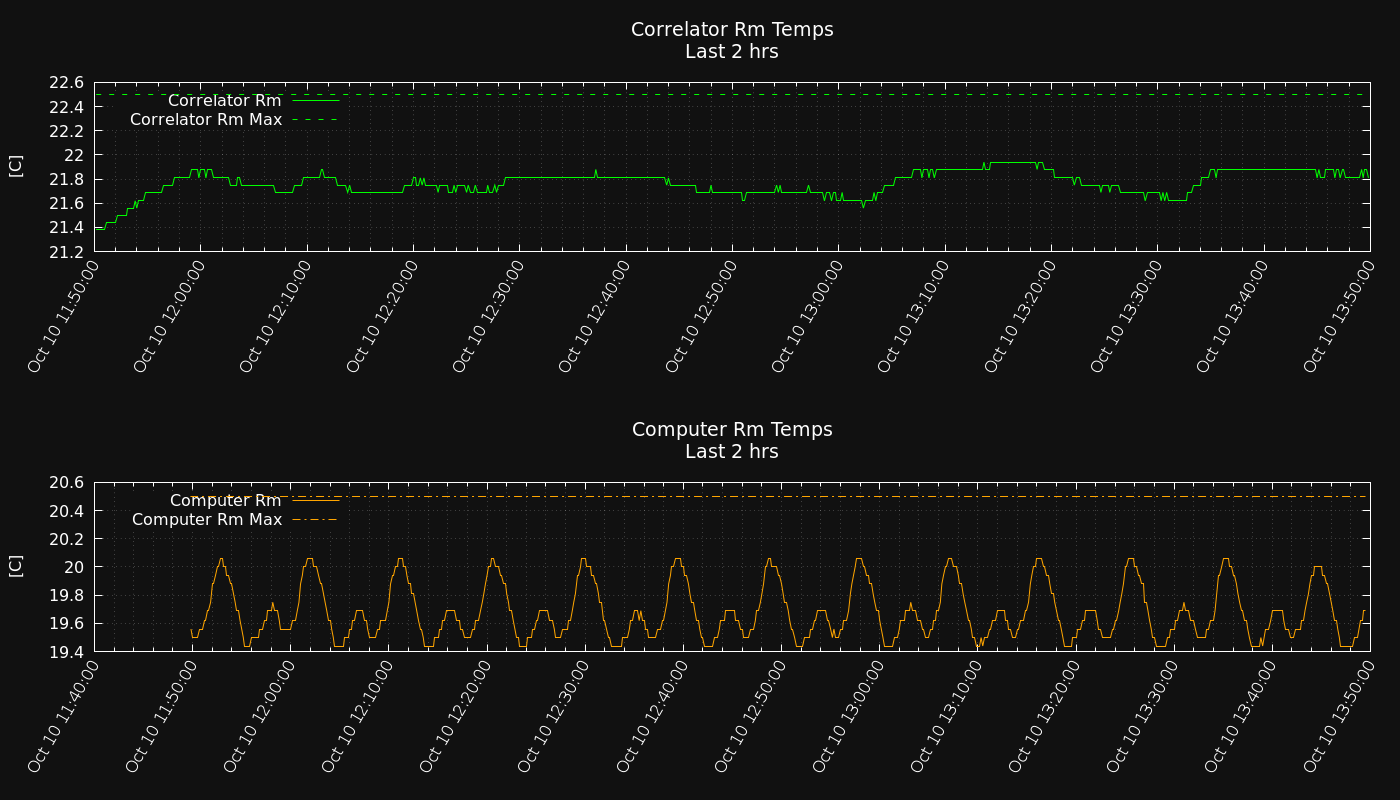 Correlator Rm Temps
Last 2 hrs
22.6
22.4
22.2
22
21.8
21.6
21.4
21.2
[C]
Correlator Rm
Correlator Rm Max
Oct 10 11:50:00
Oct 10 12:00:00
Oct 10 12:10:00
Oct 10 12:20:00
Oct 10 12:30:00
Oct 10 12:40:00
Oct 10 12:50:00
Oct 10 13:00:00
Oct 10 13:10:00
Oct 10 13:20:00
Oct 10 13:30:00
Oct 10 13:40:00
Oct 10 13:50:00
Computer Rm Temps
Last 2 hrs
20.6
20.4
20.2
20
19.8
19.6
19.4
[C]
Computer Rm
Computer Rm Max
Oct 10 11:40:00
Oct 10 11:50:00
Oct 10 12:00:00
Oct 10 12:10:00
Oct 10 12:20:00
Oct 10 12:30:00
Oct 10 12:40:00
Oct 10 12:50:00
Oct 10 13:00:00
Oct 10 13:10:00
Oct 10 13:20:00
Oct 10 13:30:00
Oct 10 13:40:00
Oct 10 13:50:00